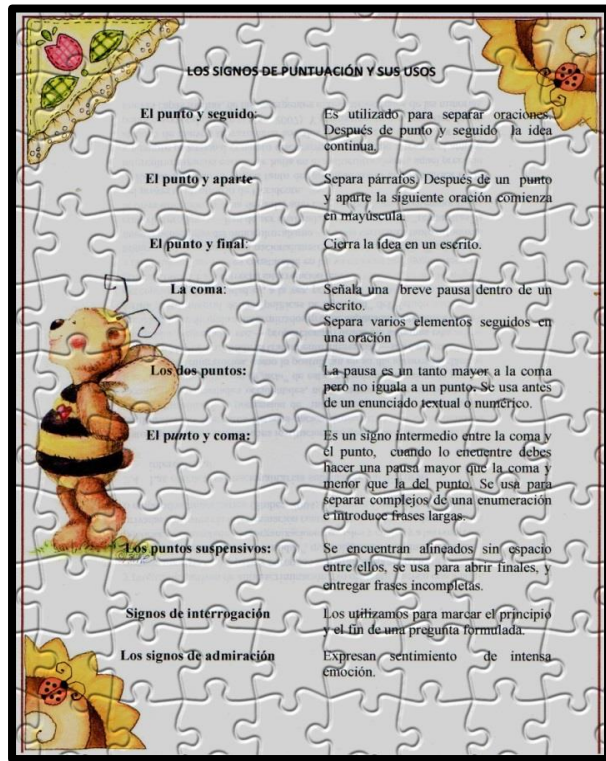 LOS SIGNOS DE PUNTUACIÓN Y SUS USOS
El punto y seguido: Es utilizado para separar oraciones.
Después de punto y seguido la idea
continua.
El punto y aparte Separa párrafos. Después de un punto
y aparte la siguiente oración comienza
en mayúscula.
El punto y final: Cierra la idea en un escrito.
La coma: Señala una breve pausa dentro de un
escrito.
Separa varios elementos seguidos en
una oración
Los dos puntos: La pausa es un tanto mayor a la coma
pero no iguala a un punto. Se usa antes
de un enunciado textual o numérico.
El punto y coma: Es un signo intermedio entre la coma y
el punto, cuando lo encuentre debes
hacer una pausa mayor que la coma y
menor que la del punto. Se usa para
separar complejos de una enumeración
e introduce frases largas.
Los puntos suspensivos: Se encuentran alineados sin espacio
entre ellos, se usa para abrir finales, y
entregar frases incompletas.
Signos de interrogación Los utilizamos para marcar el principio
y el fin de una pregunta formulada.
Los signos de admiración Expresan sentimiento de intensa
emoción.